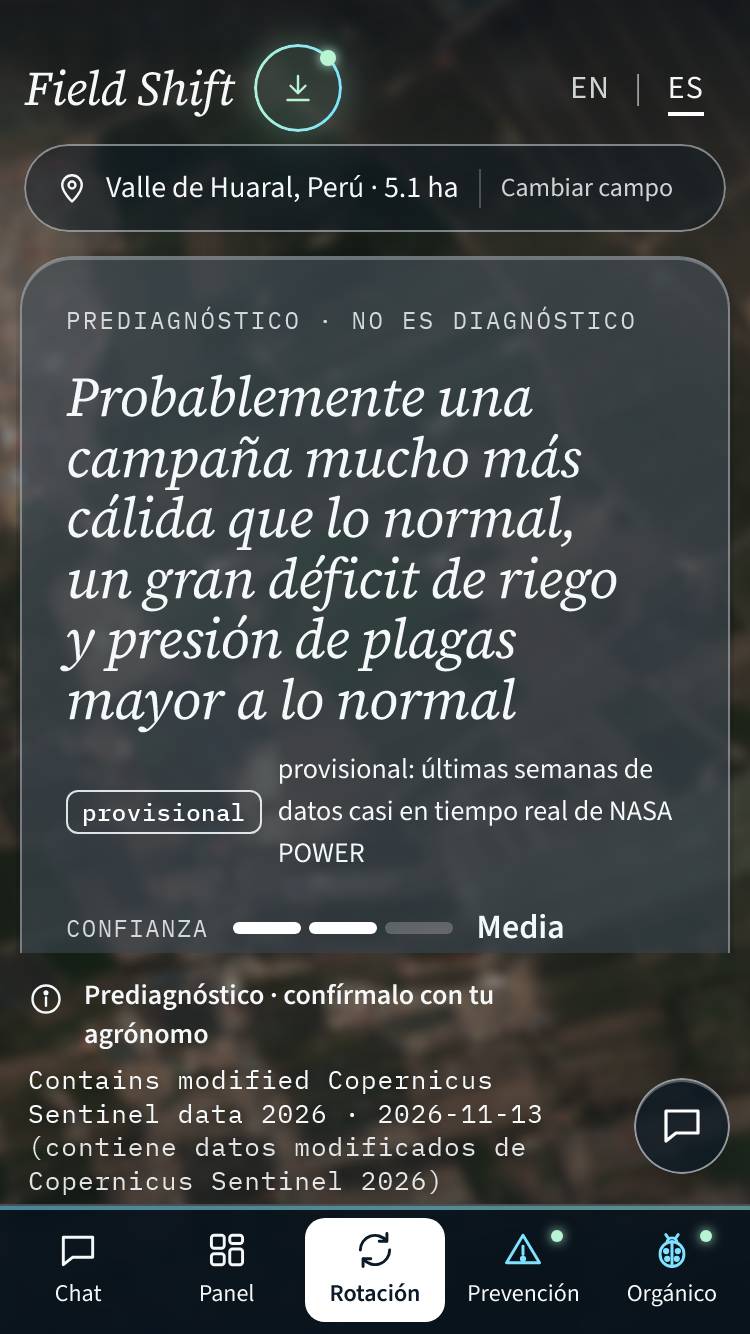 Field Shift
EN | ES
Valle de Huaral, Perú · 5.1 ha | Cambiar campo
PREDIAGNÓSTICO · NO ES DIAGNÓSTICO
Probablemente una
campaña mucho más
cálida que lo normal,
un gran déficit de riego
y presión de plagas
mayor a lo normal
provisional
provisional: últimas semanas de
datos casi en tiempo real de NASA
POWER
CONFIANZA Media
Prediagnóstico · confírmalo con tu
agrónomo
Contains modified Copernicus
Sentinel data 2026 · 2026-11-13
(contiene datos modificados de
Copernicus Sentinel 2026)
Chat Panel Rotación Prevención Orgánico